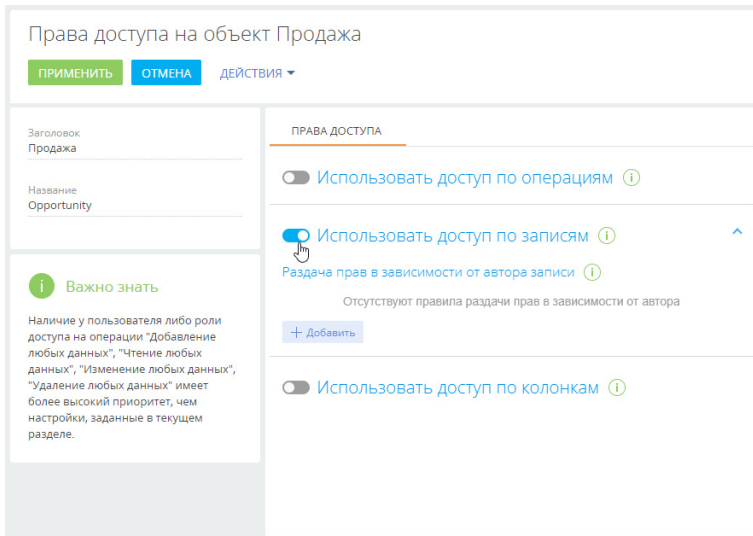 Права доступа на объект Продажа
ПРИМЕНИТЬ ОТМЕНА ДЕЙСТВИЯ
Заголовок
Продажа
Название
Opportunity
i Важно знать
Наличие у пользователя либо роли
доступа на операции "Добавление
любых данных", "Чтение любых
данных", "Изменение любых данных",
"Удаление любых данных" имеет
более высокий приоритет, чем
настройки, заданные в текущем
разделе.
ПРАВА ДОСТУПА
Использовать доступ по операциям i
Использовать доступ по записям i
Раздача прав в зависимости от автора записи i
Отсутствуют правила раздачи прав в зависимости от автора
+ Добавить
Использовать доступ по колонкам i